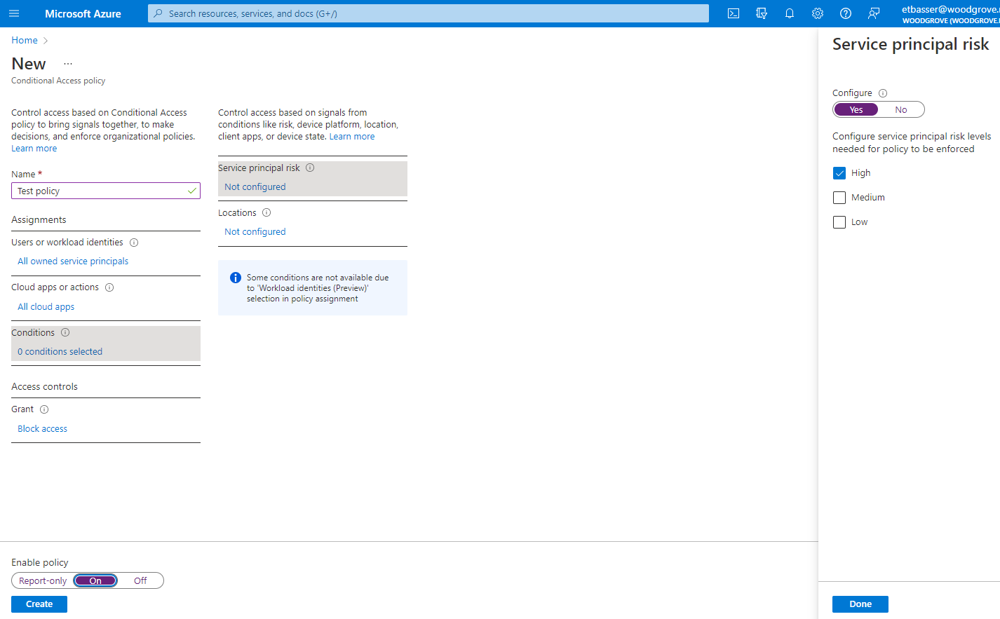 Microsoft Azure
Search resources, services, and docs (G+/)
etbasser@woodgrove.
WOODGROVE (WOODGROVE.
Home
New
...
Conditional Access policy
Control access based on Conditional Access
policy to bring signals together, to make
decisions, and enforce organizational policies.
Learn more
Name *
Test policy
Assignments
Users or workload identities
All owned service principals
Cloud apps or actions
All cloud apps
Conditions
0 conditions selected
Access controls
Grant
Block access
Control access based on signals from
conditions like risk, device platform, location,
client apps, or device state. Learn more
Service principal risk
Not configured
Locations
Not configured
Some conditions are not available due
to 'Workload identities (Preview)'
selection in policy assignment
Enable policy
Report-only On Off
Create
Service principal risk
Configure
Yes No
Configure service principal risk levels
needed for policy to be enforced
High
Medium
Low
Done